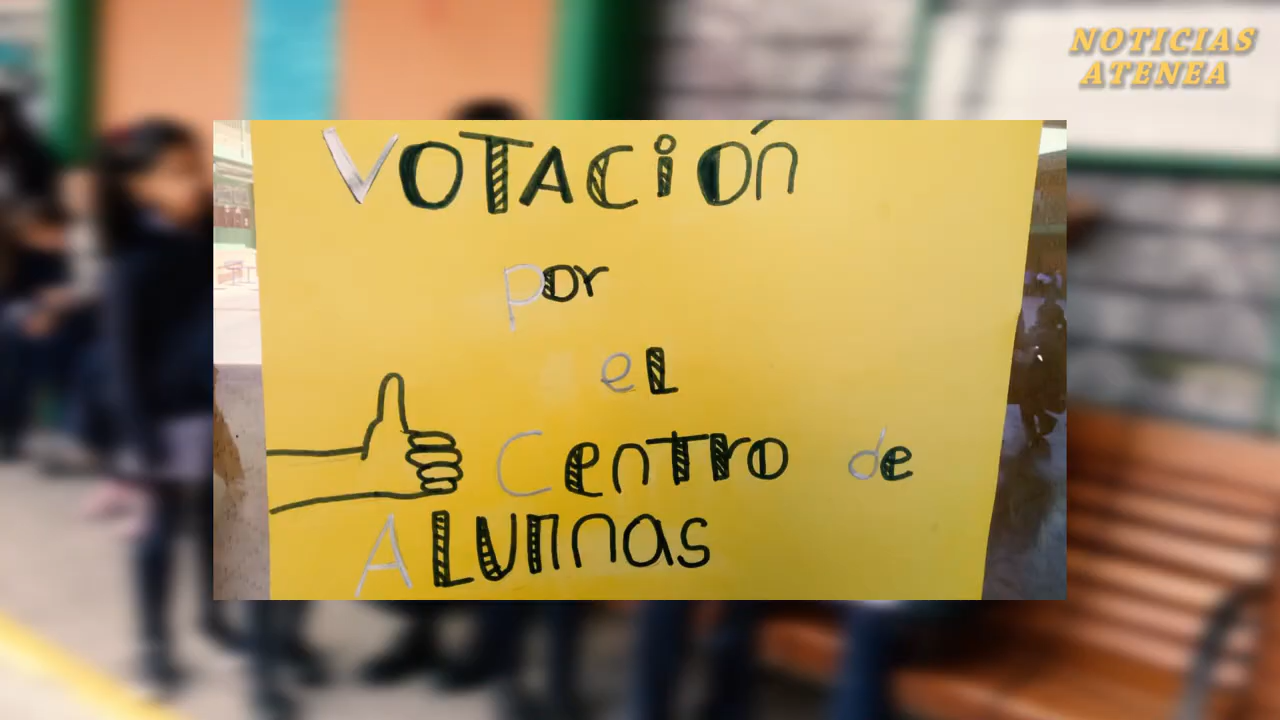 NOTICIAS
ATENEA
VOTACIÓN
por
el
Centro de
ALUMNAS